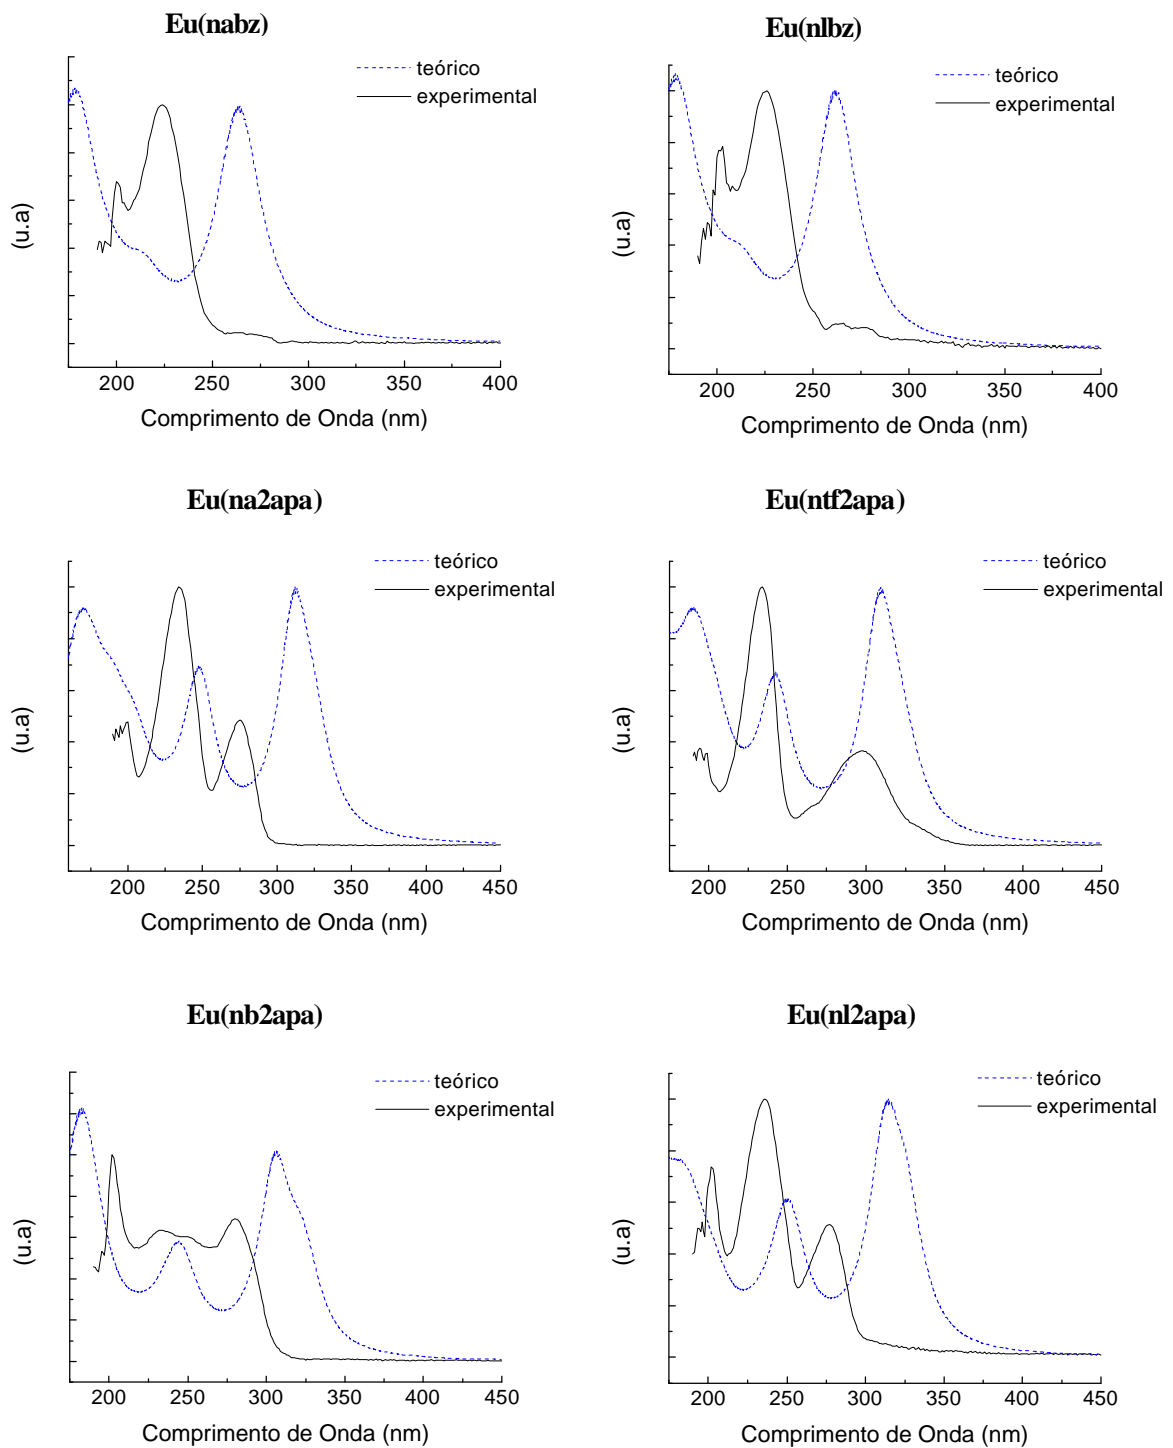 Eu(nabz)
teórico
experimental
(u.a)
200 250 300 350 400
Comprimento de Onda (nm)
Eu(nlbz)
teórico
experimental
(u.a)
200 250 300 350 400
Comprimento de Onda (nm)
Eu(na2apa)
teórico
experimental
(u.a)
200 250 300 350 400 450
Comprimento de Onda (nm)
Eu(ntf2apa)
teórico
experimental
(u.a)
200 250 300 350 400 450
Comprimento de Onda (nm)
Eu(nb2apa)
teórico
experimental
(u.a)
200 250 300 350 400 450
Comprimento de Onda (nm)
Eu(nl2apa)
teórico
experimental
(u.a)
200 250 300 350 400 450
Comprimento de Onda (nm)